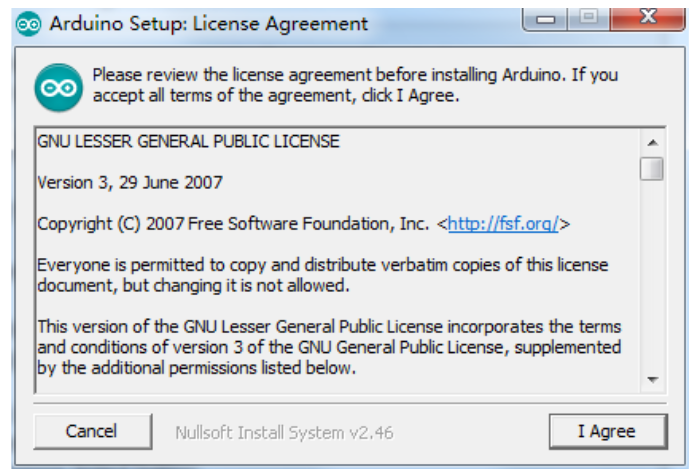 Arduino Setup: License Agreement
Please review the license agreement before installing Arduino. If you
accept all terms of the agreement, click I Agree.
GNU LESSER GENERAL PUBLIC LICENSE
Version 3, 29 June 2007
Copyright (C) 2007 Free Software Foundation, Inc. <http://fsf.org/>
Everyone is permitted to copy and distribute verbatim copies of this license
document, but changing it is not allowed.
This version of the GNU Lesser General Public License incorporates the terms
and conditions of version 3 of the GNU General Public License, supplemented
by the additional permissions listed below.
Cancel
Nullsoft Install System v2.46
I Agree